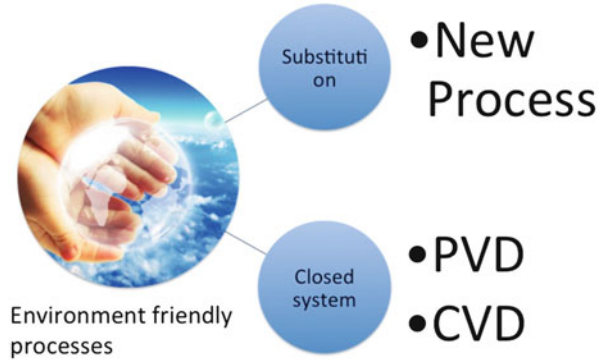 Substituti
on
•New
Process
Closed
system
•PVD
•CVD
Environment friendly
processes